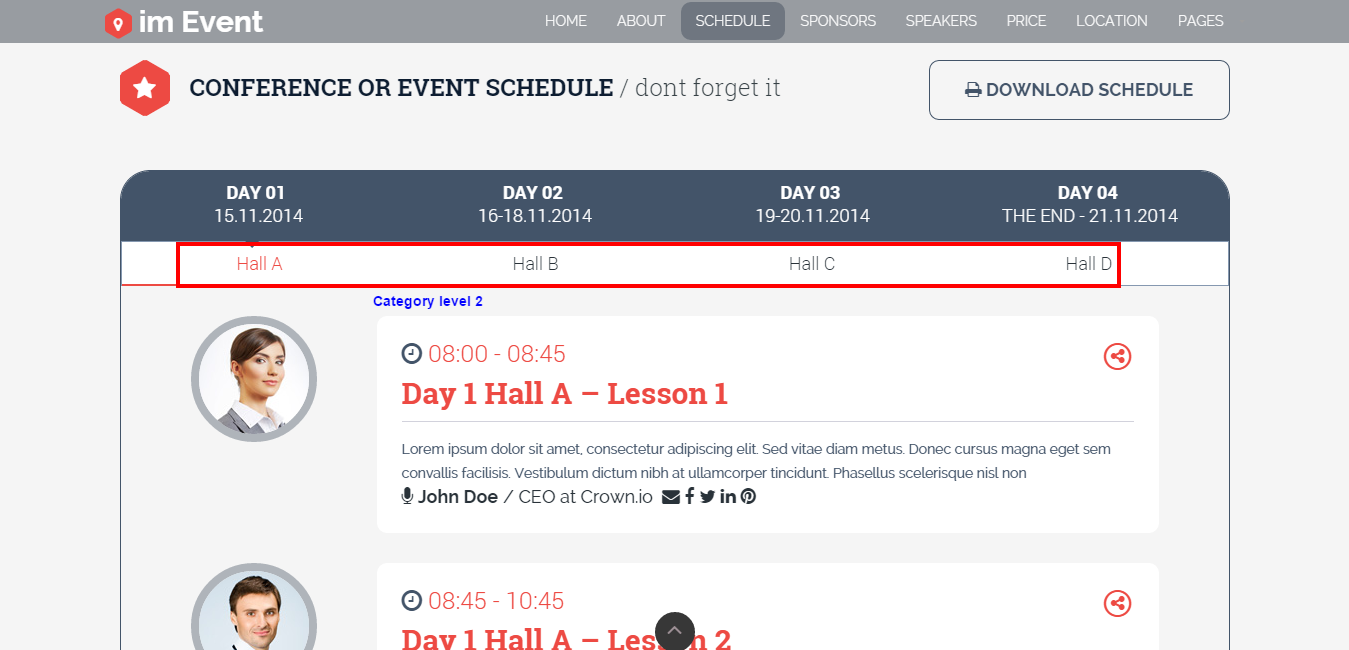 im Event
HOME ABOUT SCHEDULE SPONSORS SPEAKERS PRICE LOCATION PAGES
CONFERENCE OR EVENT SCHEDULE / dont forget it
DOWNLOAD SCHEDULE
DAY 01 DAY 02 DAY 03 DAY 04
15.11.2014 16-18.11.2014 19-20.11.2014 THE END - 21.11.2014
Hall A Hall B Hall C Hall D
Category level 2
08:00 - 08:45
Day 1 Hall A – Lesson 1
Lorem ipsum dolor sit amet, consectetur adipiscing elit. Sed vitae diam metus. Donec cursus magna eget sem
convallis facilisis. Vestibulum dictum nibh at ullamcorper tincidunt. Phasellus scelerisque nisl non
John Doe / CEO at Crown.io
08:45 - 10:45
Day 1 Hall A – Lesson 2